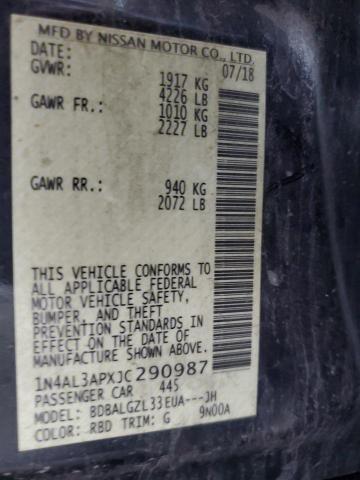 MFD BY NISSAN MOTOR CO., LTD.
DATE: 07/18
GVWR: 1917 KG
4226 LB
GAWR FR.: 1010 KG
2227 LB
GAWR RR.: 940 KG
2072 LB
THIS VEHICLE CONFORMS TO
ALL APPLICABLE FEDERAL
MOTOR VEHICLE SAFETY,
BUMPER, AND THEFT
PREVENTION STANDARDS
IN EFFECT ON THE DATE
OF MANUFACTURE
SHOWN ABOVE.
1N4AL3APXJC290987
PASSENGER CAR 445
MODEL: BDBALGZL33EUA---JH
COLOR: RBD TRIM: G 9N00A